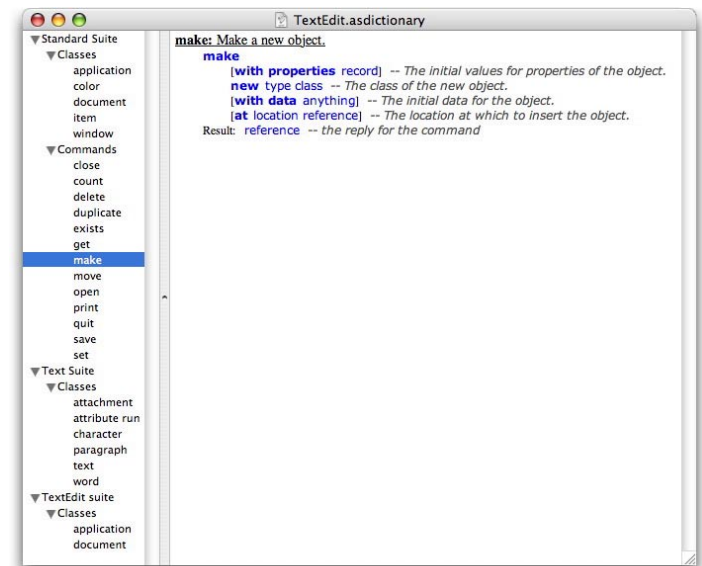 TextEdit.asdictionary
Standard Suite
Classes
application
color
document
item
window
Commands
close
count
delete
duplicate
exists
get
make
move
open
print
quit
save
set
Text Suite
Classes
attachment
attribute run
character
paragraph
text
word
TextEdit suite
Classes
application
document
make: Make a new object.
make
[with properties record] -- The initial values for properties of the object.
new type class -- The class of the new object.
[with data anything] -- The initial data for the object.
[at location reference] -- The location at which to insert the object.
Result: reference -- the reply for the command